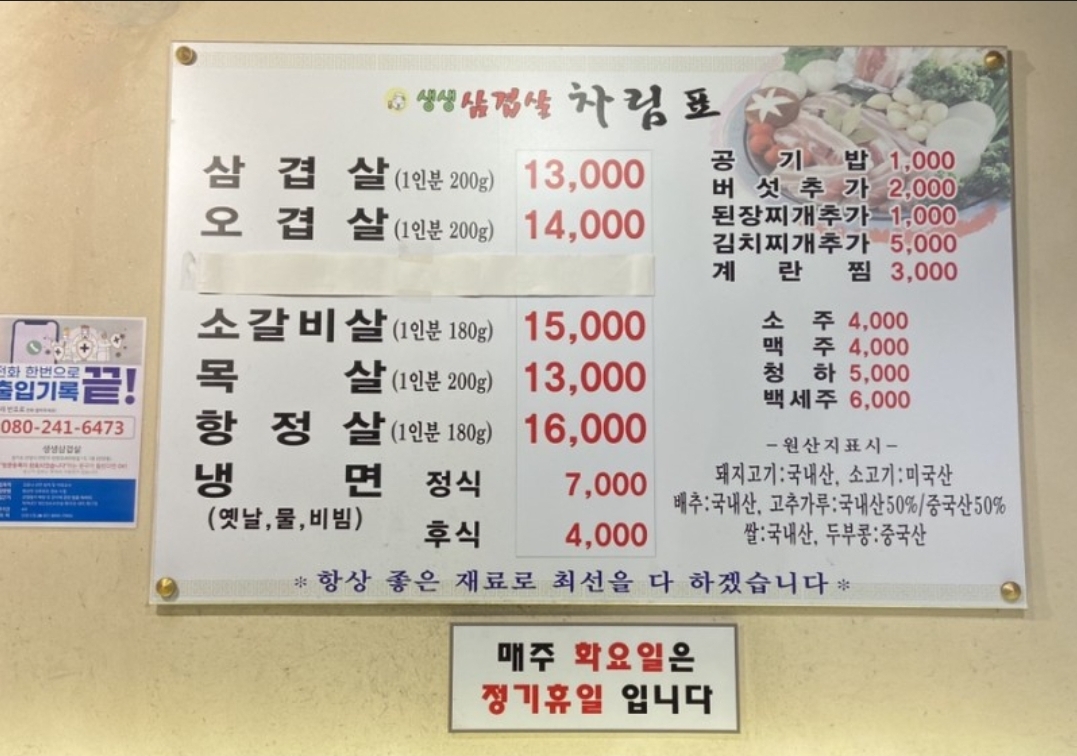 생생 삼겹살 차림표
삼겹살 (1인분 200g) 13,000
오겹살 (1인분 200g) 14,000
소갈비살 (1인분 180g) 15,000
목살 (1인분 200g) 13,000
항정살 (1인분 180g) 16,000
냉면 정식 7,000
(옛날,물,비빔)
후식 4,000
공기밥 1,000
버섯추가 2,000
된장찌개추가 1,000
김치찌개추가 5,000
계란찜 3,000
소주 4,000
맥주 4,000
청하 5,000
백세주 6,000
-원산지표시-
돼지고기:국내산, 소고기:미국산
배추:국내산, 고추가루:국내산50%/중국산50%
쌀:국내산, 두부콩:중국산
* 항상 좋은 재료로 최선을 다 하겠습니다 *
매주 화요일은
정기휴일 입니다
전화 한번으로
출입기록 끝!
080-241-6473
생생삼겹살